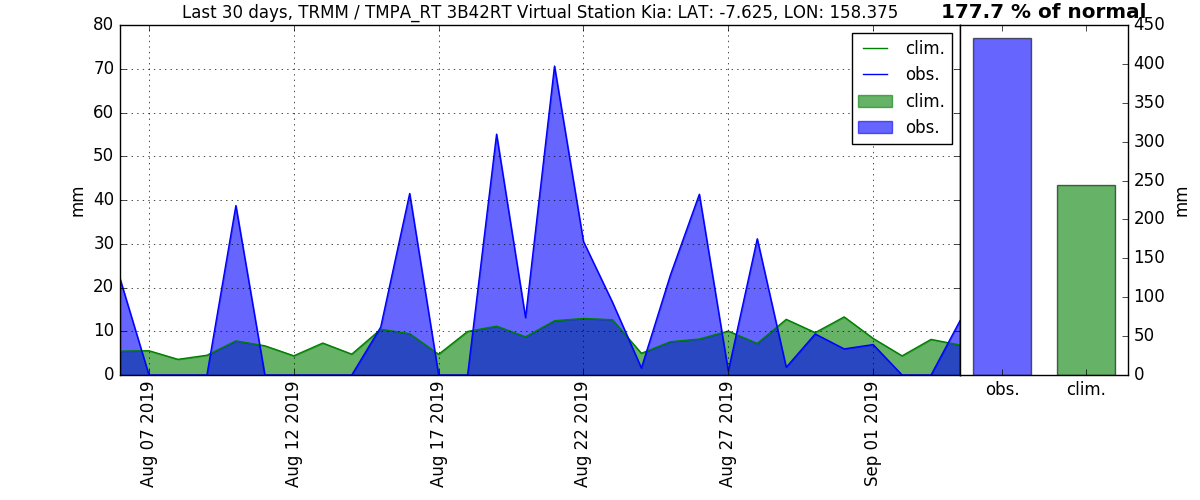 Last 30 days, TRMM / TMPA_RT 3B42RT Virtual Station Kia: LAT: -7.625, LON: 158.375
177.7 % of normal
80
70
60
50
40
30
20
10
0
mm
clim.
obs.
clim.
obs.
Aug 07 2019
Aug 12 2019
Aug 17 2019
Aug 22 2019
Aug 27 2019
Sep 01 2019
450
400
350
300
250
200
150
100
50
0
mm
obs.
clim.